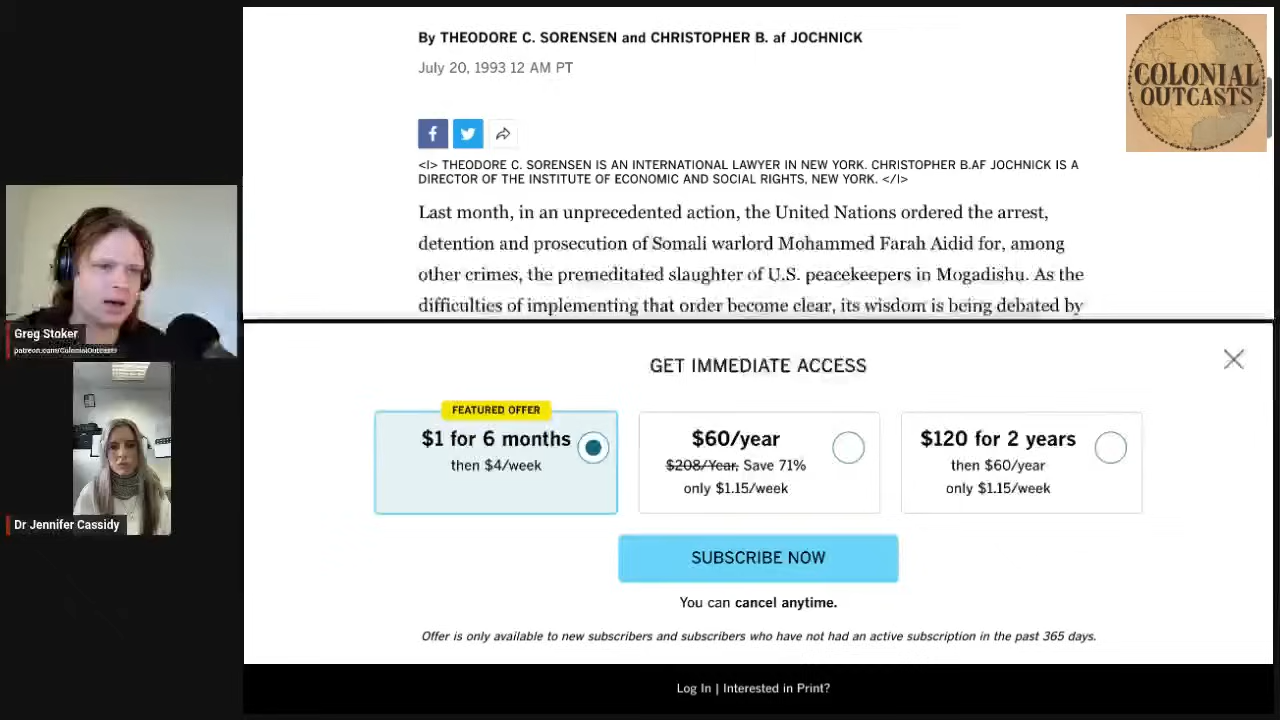 By THEODORE C. SORENSEN and CHRISTOPHER B. af JOCHNICK
July 20, 1993 12 AM PT
COLONIAL
OUTCASTS
<I> THEODORE C. SORENSEN IS AN INTERNATIONAL LAWYER IN NEW YORK. CHRISTOPHER B.AF JOCHNICK IS A
DIRECTOR OF THE INSTITUTE OF ECONOMIC AND SOCIAL RIGHTS, NEW YORK. </I>
Last month, in an unprecedented action, the United Nations ordered the arrest,
detention and prosecution of Somali warlord Mohammed Farah Aidid for, among
other crimes, the premeditated slaughter of U.S. peacekeepers in Mogadishu. As the
difficulties of implementing that order become clear, its wisdom is being debated by
Greg Stoker
patreon.com/ColonialOutcasts
Dr Jennifer Cassidy
GET IMMEDIATE ACCESS
FEATURED OFFER
$1 for 6 months
then $4/week
$60/year
$208/Year, Save 71%
only $1.15/week
$120 for 2 years
then $60/year
only $1.15/week
SUBSCRIBE NOW
You can cancel anytime.
Offer is only available to new subscribers and subscribers who have not had an active subscription in the past 365 days.
Log In | Interested in Print?